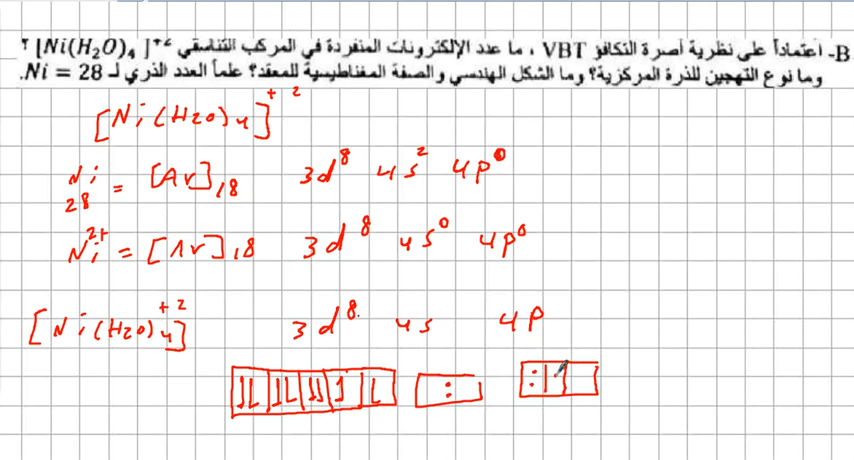 B- اعتماداً على نظرية أصرة التكافؤ VBT ، ما عدد الإلكترونات المنفردة في المركب التناسقي [Ni(H₂O)₄ ]⁺² ؟
وما نوع التهجين للذرة المركزية؟ وما الشكل الهندسي والصفة المغناطيسية للمعقد؟ علماً العدد الذري لـ Ni = 28.
[Ni(H2O)4]+2
Ni 28 = [Ar]18 3d8 4s2 4p0
Ni2+ = [Ar]18 3d8 4s0 4p0
[Ni(H2O)4]+2 3d8. 4s 4p